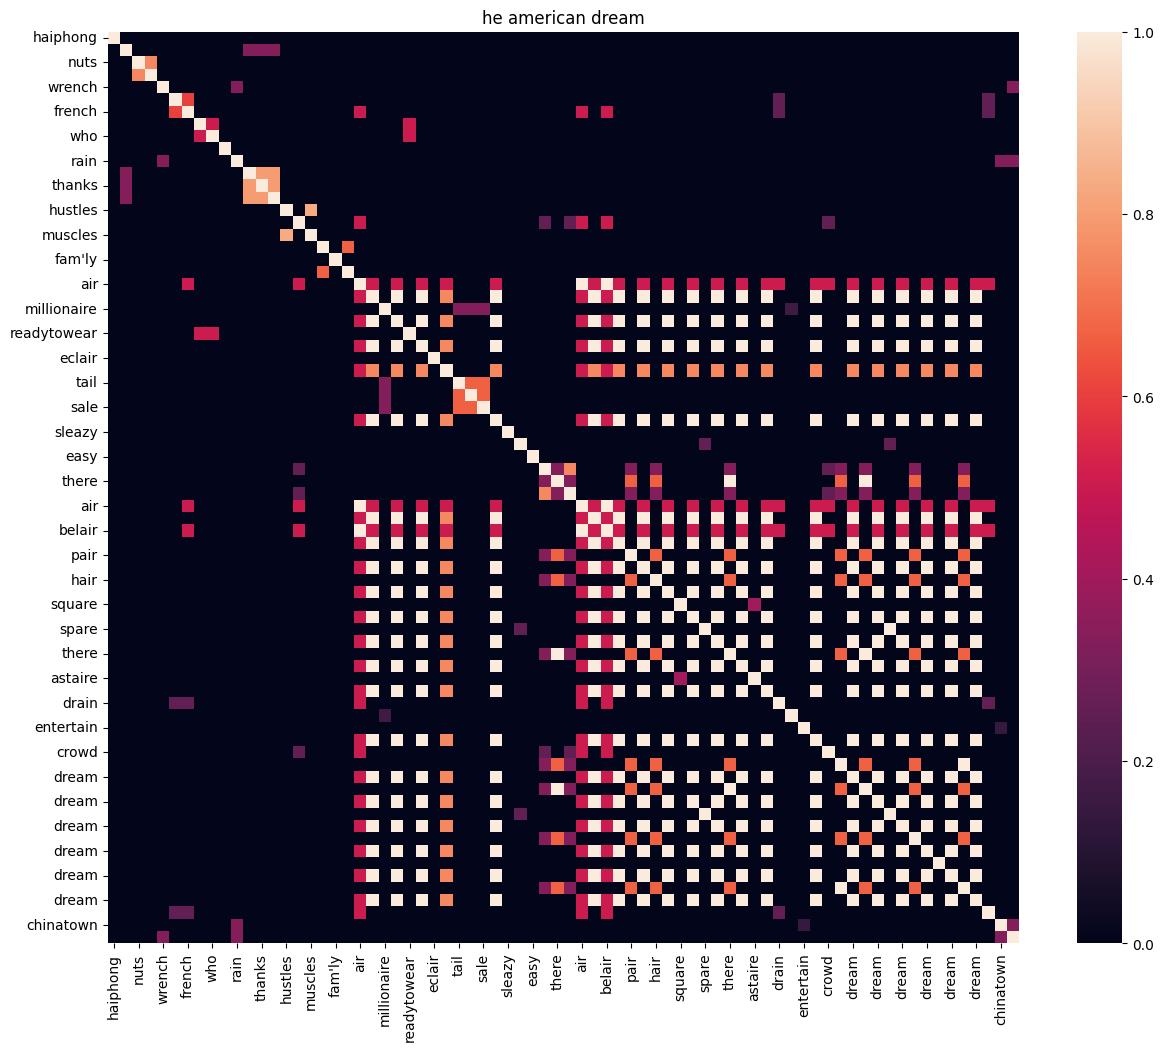 he american dream
haiphong
nuts
wrench
french
who
rain
thanks
hustles
muscles
fam'ly
air
millionaire
readytowear
eclair
tail
sale
sleazy
easy
there
air
belair
pair
hair
square
spare
there
astaire
drain
entertain
crowd
dream
dream
dream
dream
dream
dream
chinatown
haiphong
nuts
wrench
french
who
rain
thanks
hustles
muscles
fam'ly
air
millionaire
readytowear
eclair
tail
sale
sleazy
easy
there
air
belair
pair
hair
square
spare
there
astaire
drain
entertain
crowd
dream
dream
dream
dream
dream
dream
chinatown
1.0
0.8
0.6
0.4
0.2
0.0